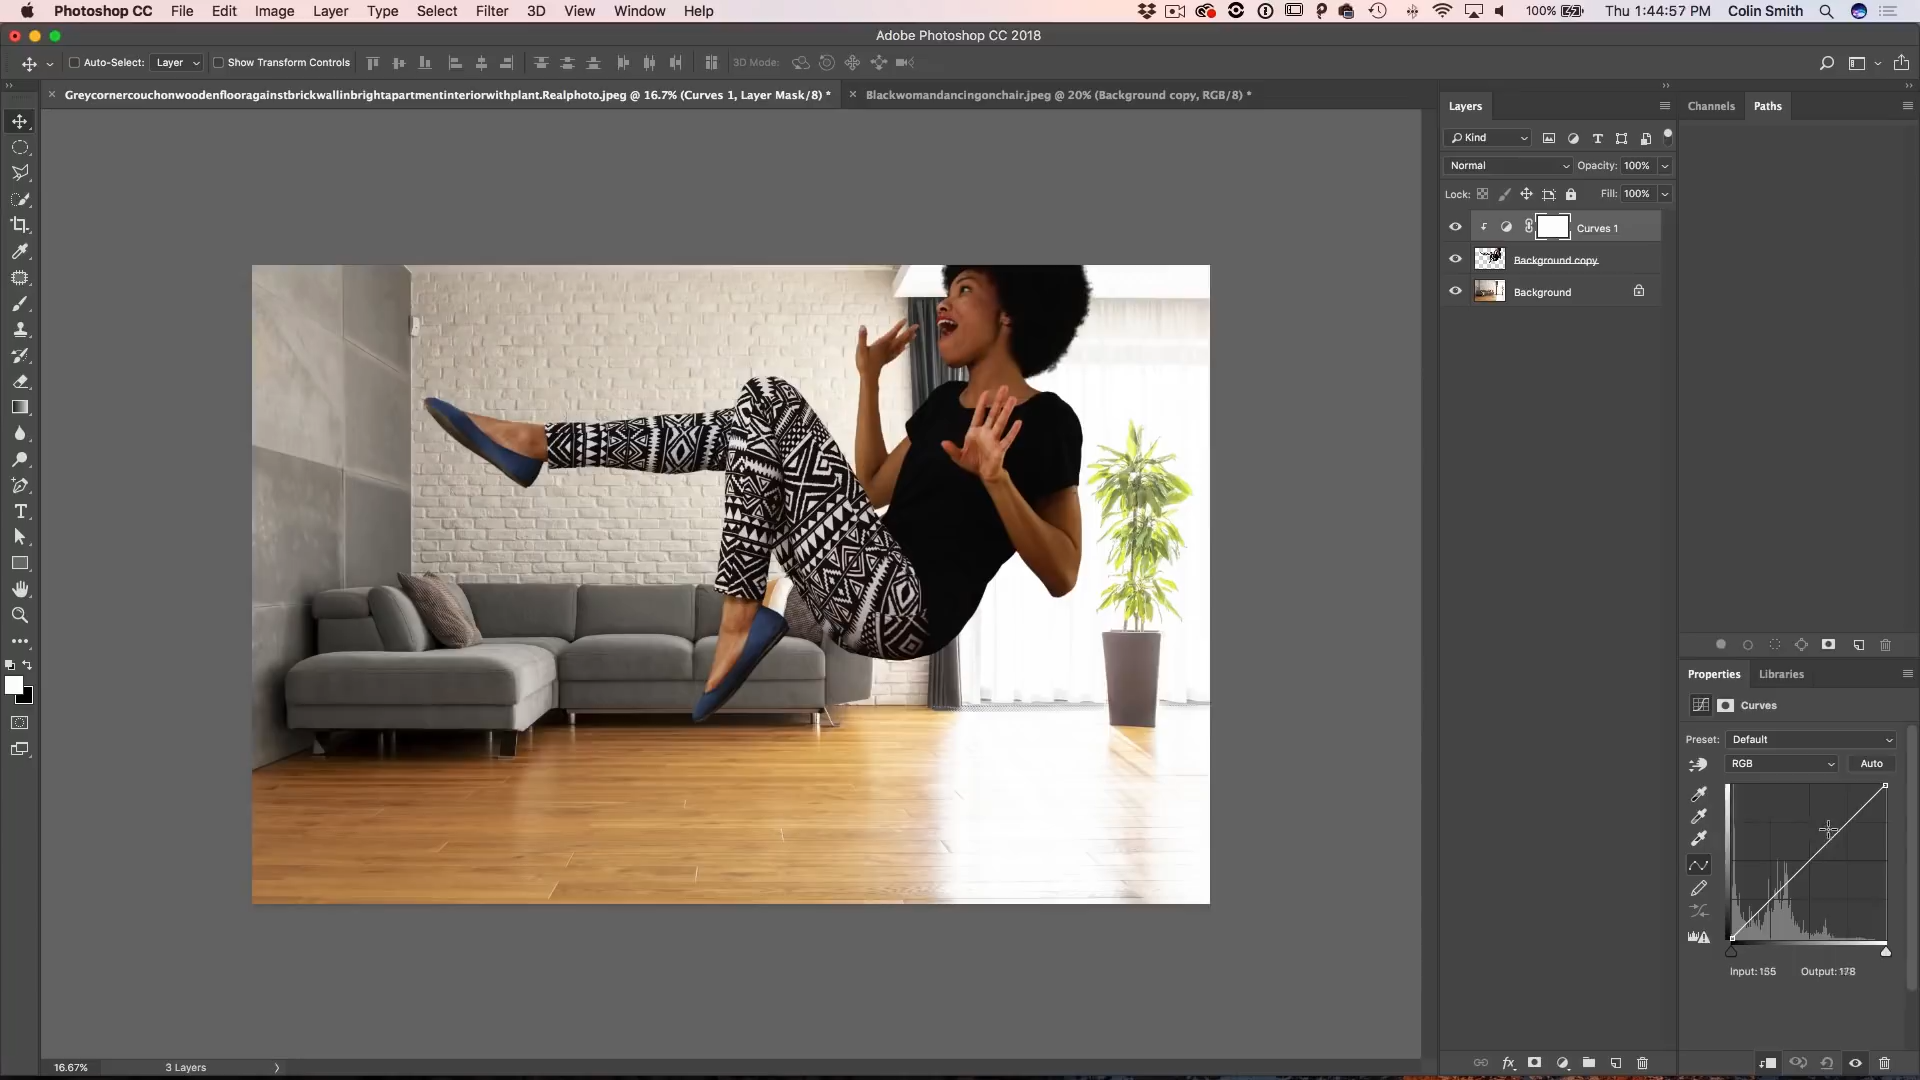 Photoshop CC File Edit Image Layer Type Select Filter 3D View Window Help 100% Thu 1:44:57 PM Colin Smith
Adobe Photoshop CC 2018
Auto-Select: Layer Show Transform Controls 3D Mode:
Greycornercouchonwoodenflooragainstbrickwallinbrightapartmentinteriorwithplant.Realphoto.jpeg @ 16.7% (Curves 1, Layer Mask/8) * Blackwomandancingonchair.jpeg @ 20% (Background copy, RGB/8) *
Layers Channels Paths
Kind
Normal Opacity: 100%
Lock: Fill: 100%
Curves 1
Background copy
Background
Properties Libraries
Curves
Preset: Default
RGB Auto
Input: 155 Output: 178
16.67% 3 Layers